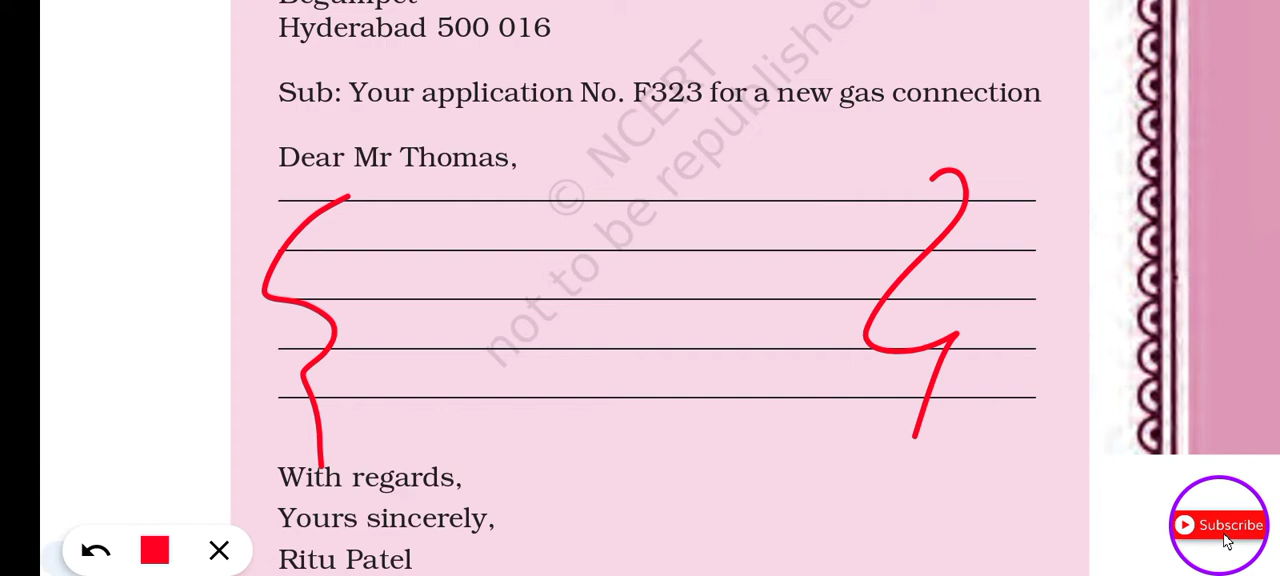 Hyderabad 500 016
Sub: Your application No. F323 for a new gas connection
Dear Mr Thomas,
© NCERT
not to be republished
With regards,
Yours sincerely,
Ritu Patel
Subscribe